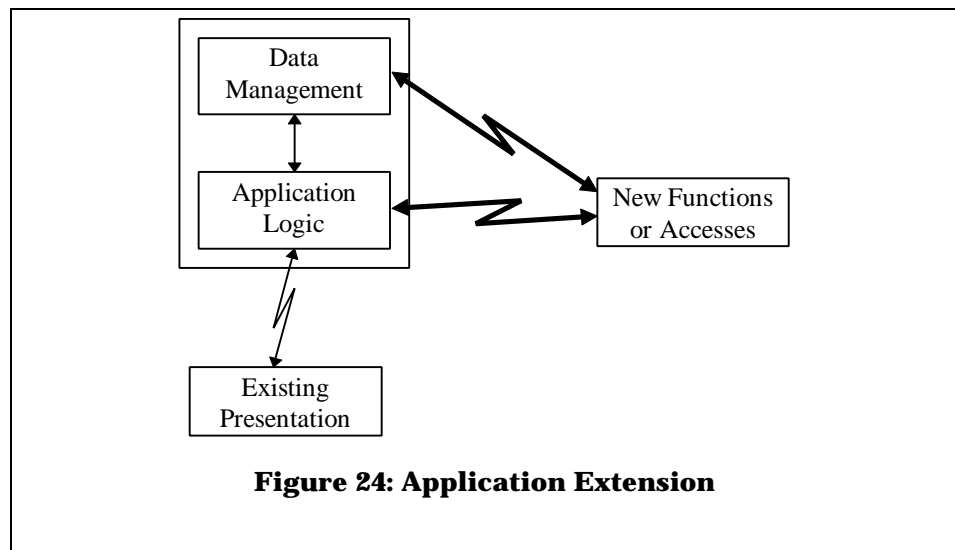 Data
Management
Application
Logic
New Functions
or Accesses
Existing
Presentation
Figure 24: Application Extension